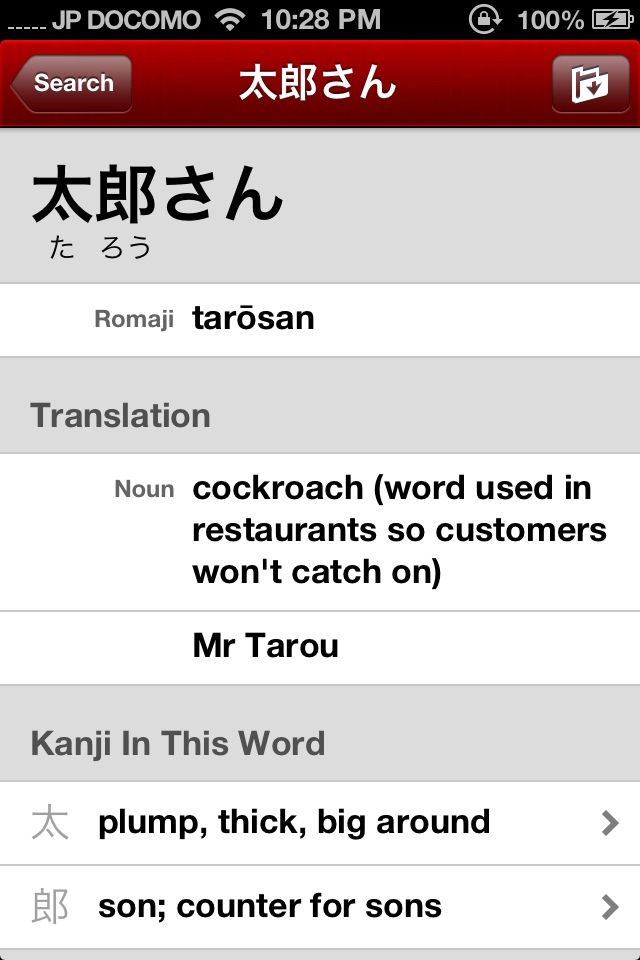 JP DOCOMO 10:28 PM 100%
Search 太郎さん
太郎さん
た ろう
Romaji tarōsan
Translation
Noun cockroach (word used in
restaurants so customers
won't catch on)
Mr Tarou
Kanji In This Word
太 plump, thick, big around
郎 son; counter for sons